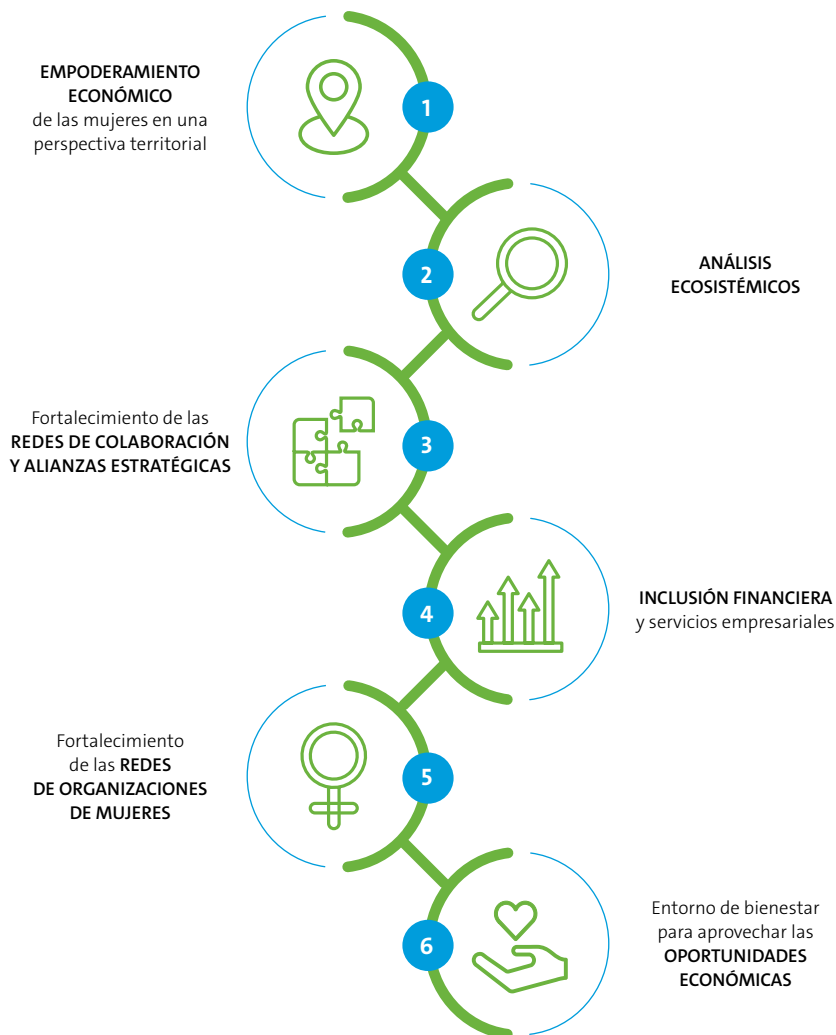 EMPODERAMIENTO
ECONÓMICO
de las mujeres en una
perspectiva territorial
1
2
ANÁLISIS
ECOSISTÉMICOS
Fortalecimiento de las
REDES DE COLABORACIÓN
Y ALIANZAS ESTRATÉGICAS
3
4
INCLUSIÓN FINANCIERA
y servicios empresariales
Fortalecimiento
de las REDES
DE ORGANIZACIONES
DE MUJERES
5
6
Entorno de bienestar
para aprovechar las
OPORTUNIDADES
ECONÓMICAS